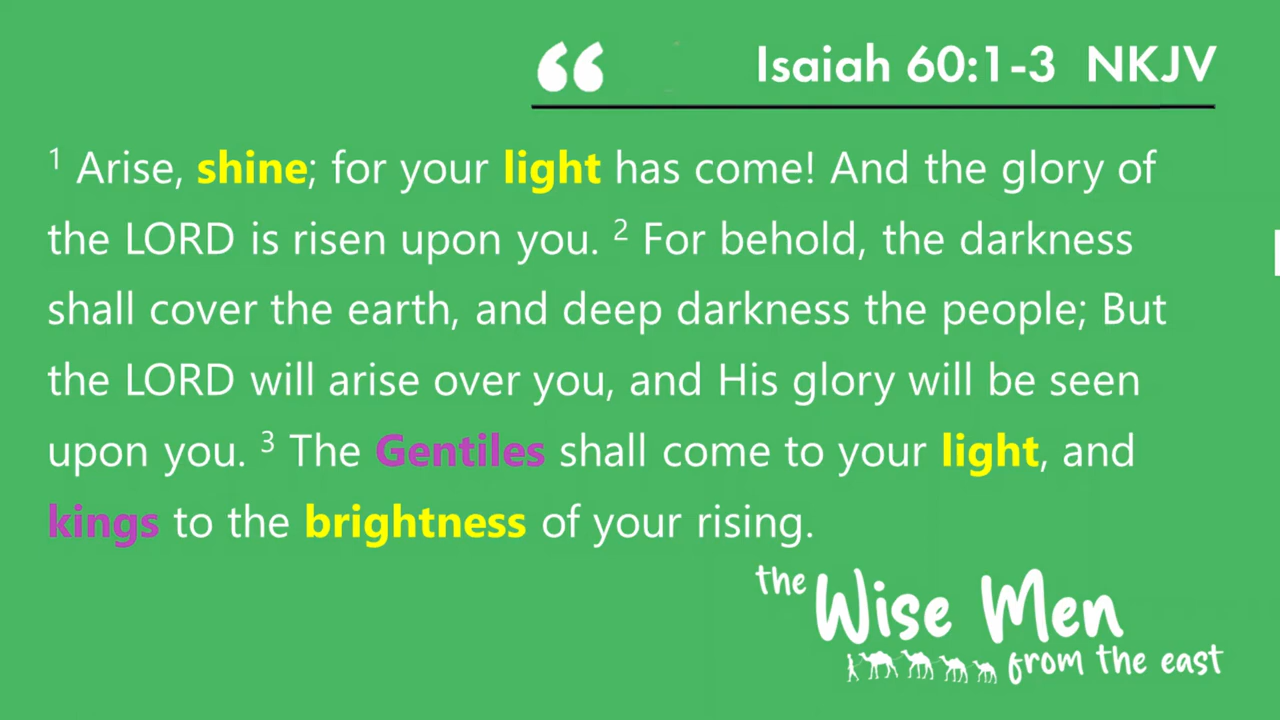 “ Isaiah 60:1-3 NKJV
1 Arise, shine; for your light has come! And the glory of
the LORD is risen upon you. 2 For behold, the darkness
shall cover the earth, and deep darkness the people; But
the LORD will arise over you, and His glory will be seen
upon you. 3 The Gentiles shall come to your light, and
kings to the brightness of your rising.
the Wise Men
from the east